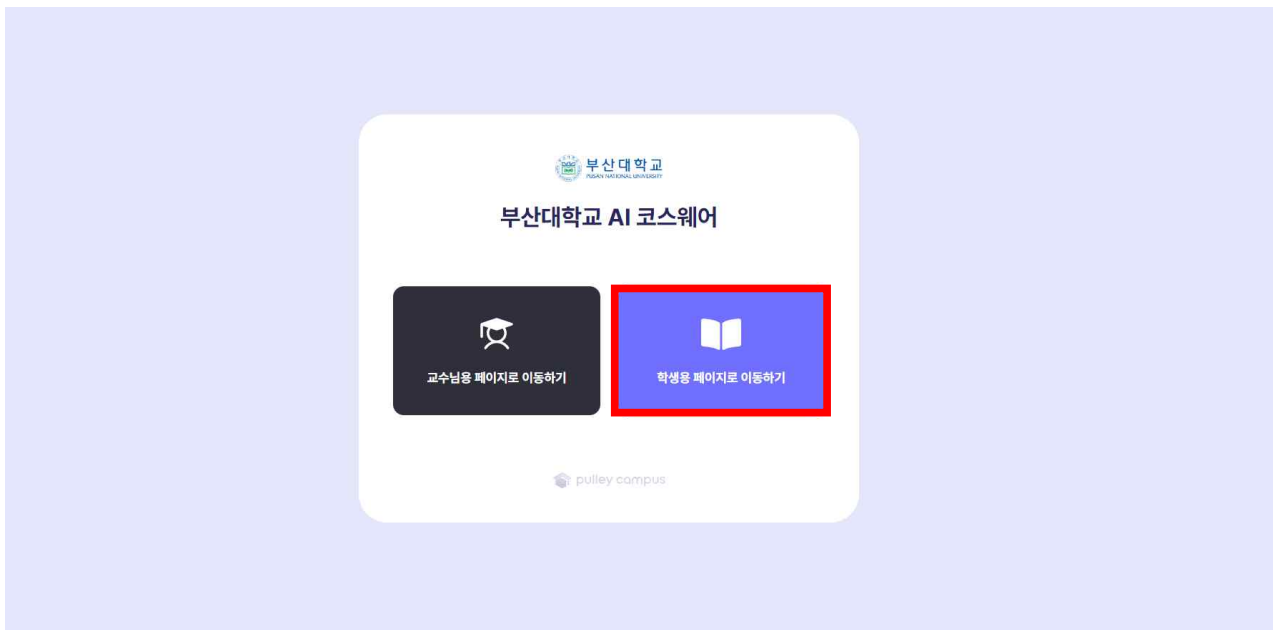 부산대학교
PUSAN NATIONAL UNIVERSITY
부산대학교 AI 코스웨어
교수님용 페이지로 이동하기
학생용 페이지로 이동하기
pulley campus